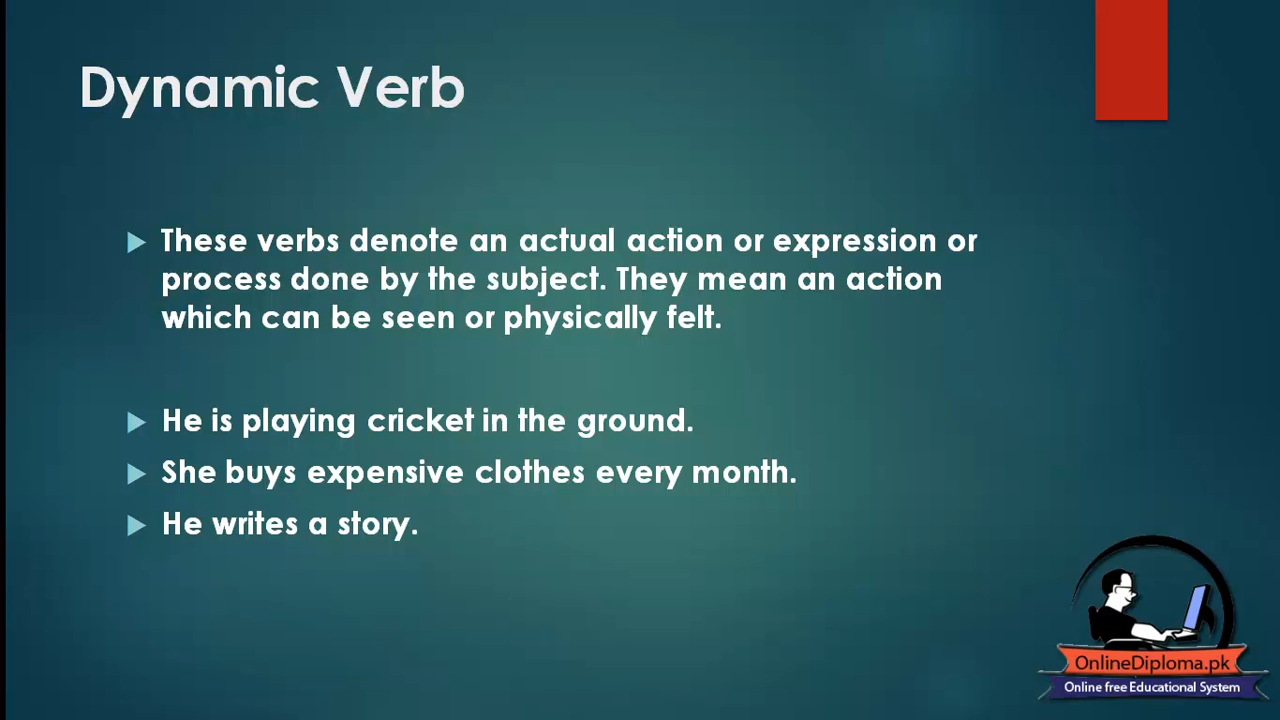 Dynamic Verb
These verbs denote an actual action or expression or
process done by the subject. They mean an action
which can be seen or physically felt.
He is playing cricket in the ground.
She buys expensive clothes every month.
He writes a story.
OnlineDiploma.pk
Online free Educational System